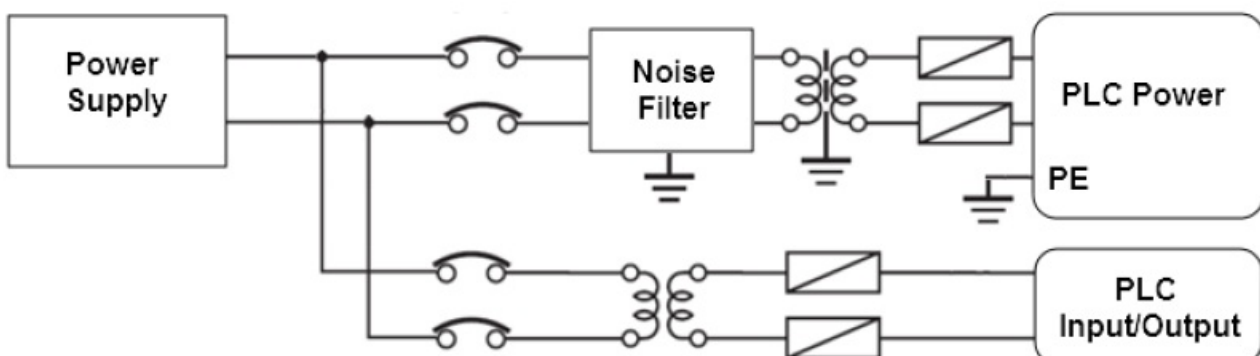 Power
Supply
Noise
Filter
PLC Power
PE
PLC
Input/Output